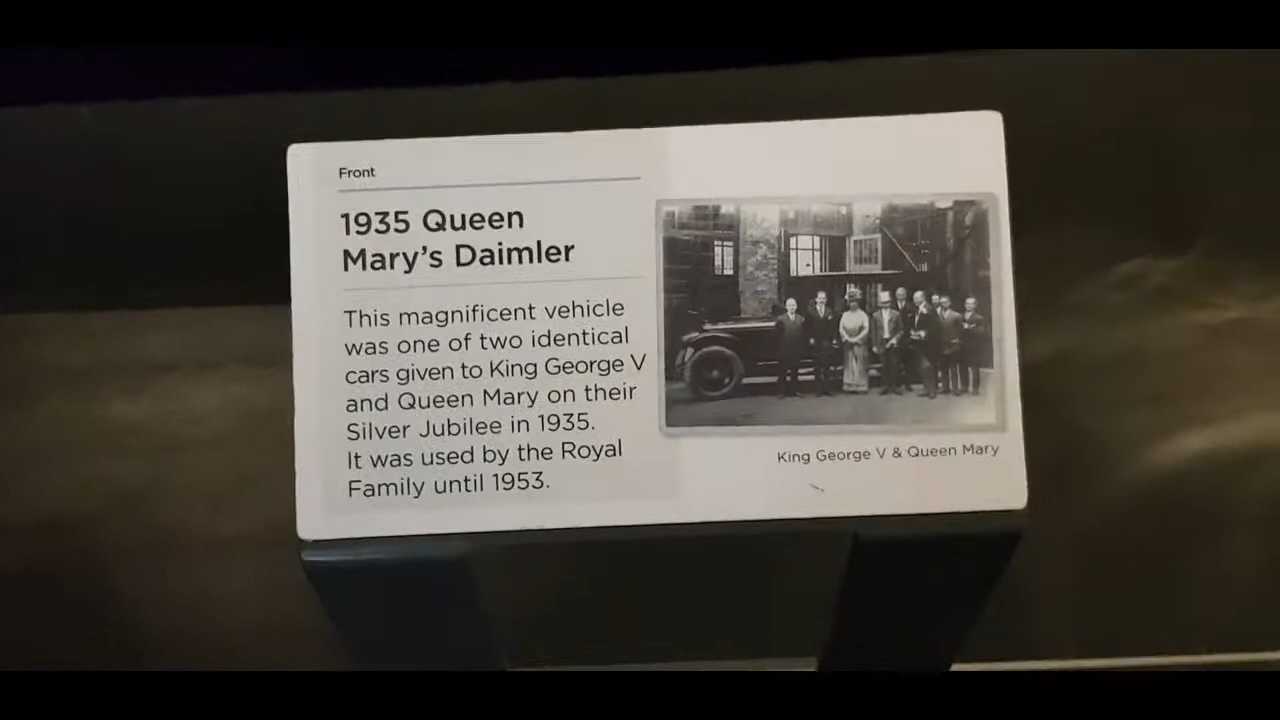 Front
1935 Queen
Mary's Daimler
This magnificent vehicle
was one of two identical
cars given to King George V
and Queen Mary on their
Silver Jubilee in 1935.
It was used by the Royal
Family until 1953.
King George V & Queen Mary